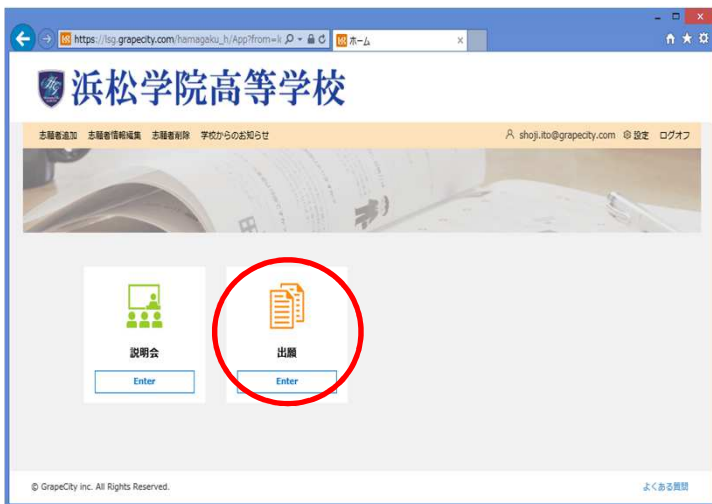 https://lsg.grapecity.com/hamagaku_h/App?from=l
ホーム
浜松学院高等学校
志願者追加 志願者情報編集 志願者削除 学校からのお知らせ
shoji.ito@grapecity.com 設定 ログオフ
説明会 出願
Enter Enter
© GrapeCity inc. All Rights Reserved. よくある質問